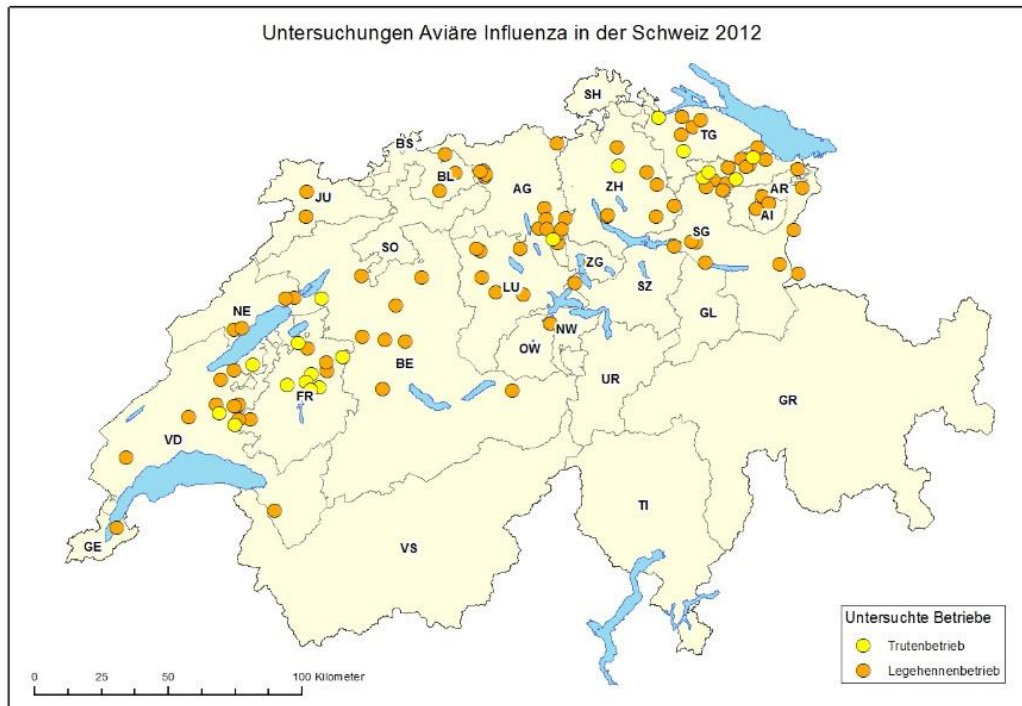 Untersuchungen Aviäre Influenza in der Schweiz 2012
SH
BS
TG
BL
JU
AG
ZH
AR
AI
SO
SG
ZG
LU
SZ
NE
NW
GL
OW
BE
UR
FR
GR
VD
TI
GE
VS
Untersuchte Betriebe
Trutenbetrieb
Legehennenbetrieb
0 25 50 100 Kilometer